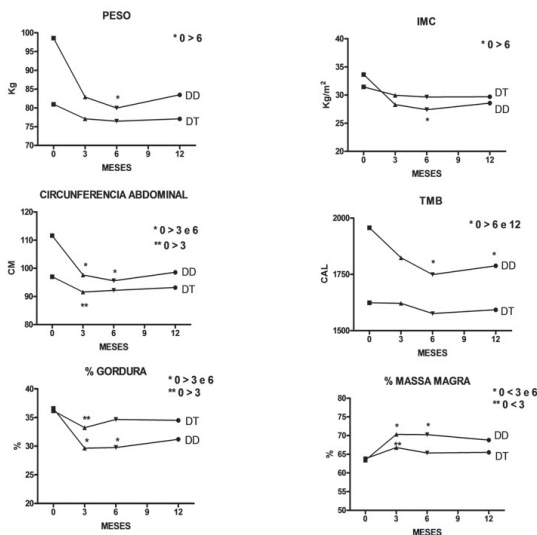 PESO
* 0 > 6
100
95
90
85
80
75
70
Kg
DD
DT
*
0 3 6 9 12
MESES
IMC
* 0 > 6
40
35
30
25
20
Kg/m²
DT
DD
*
0 3 6 9 12
MESES
CIRCUNFERENCIA ABDOMINAL
* 0 > 3 e 6
** 0 > 3
120
110
100
90
80
CM
DD
DT
* *
**
0 3 6 9 12
MESES
TMB
* 0 > 6 e 12
2000
1750
1500
CAL
DD
DT
* *
0 3 6 9 12
MESES
% GORDURA
* 0 > 3 e 6
** 0 > 3
50
40
30
20
10
0
%
DT
DD
**
* *
0 3 6 9 12
MESES
% MASSA MAGRA
* 0 < 3 e 6
** 0 < 3
80
75
70
65
60
55
50
%
DD
DT
* *
**
0 3 6 9 12
MESES